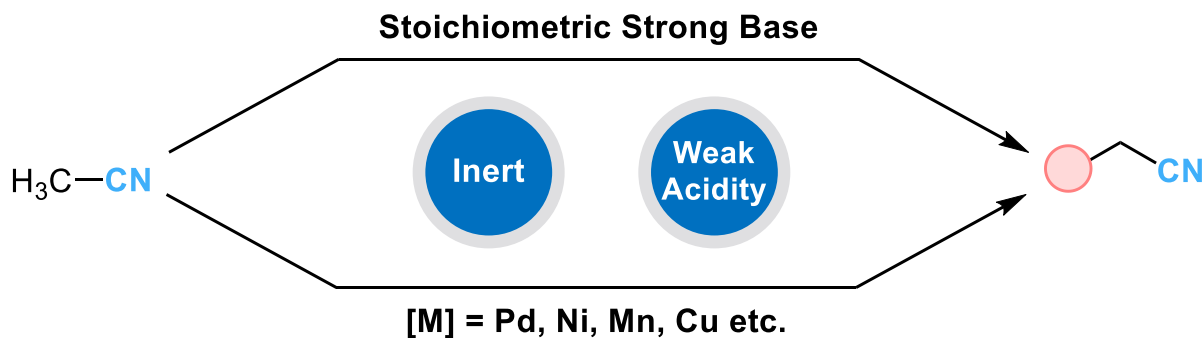 Stoichiometric Strong Base
H₃C—CN
Inert
Weak
Acidity
CN
[M] = Pd, Ni, Mn, Cu etc.